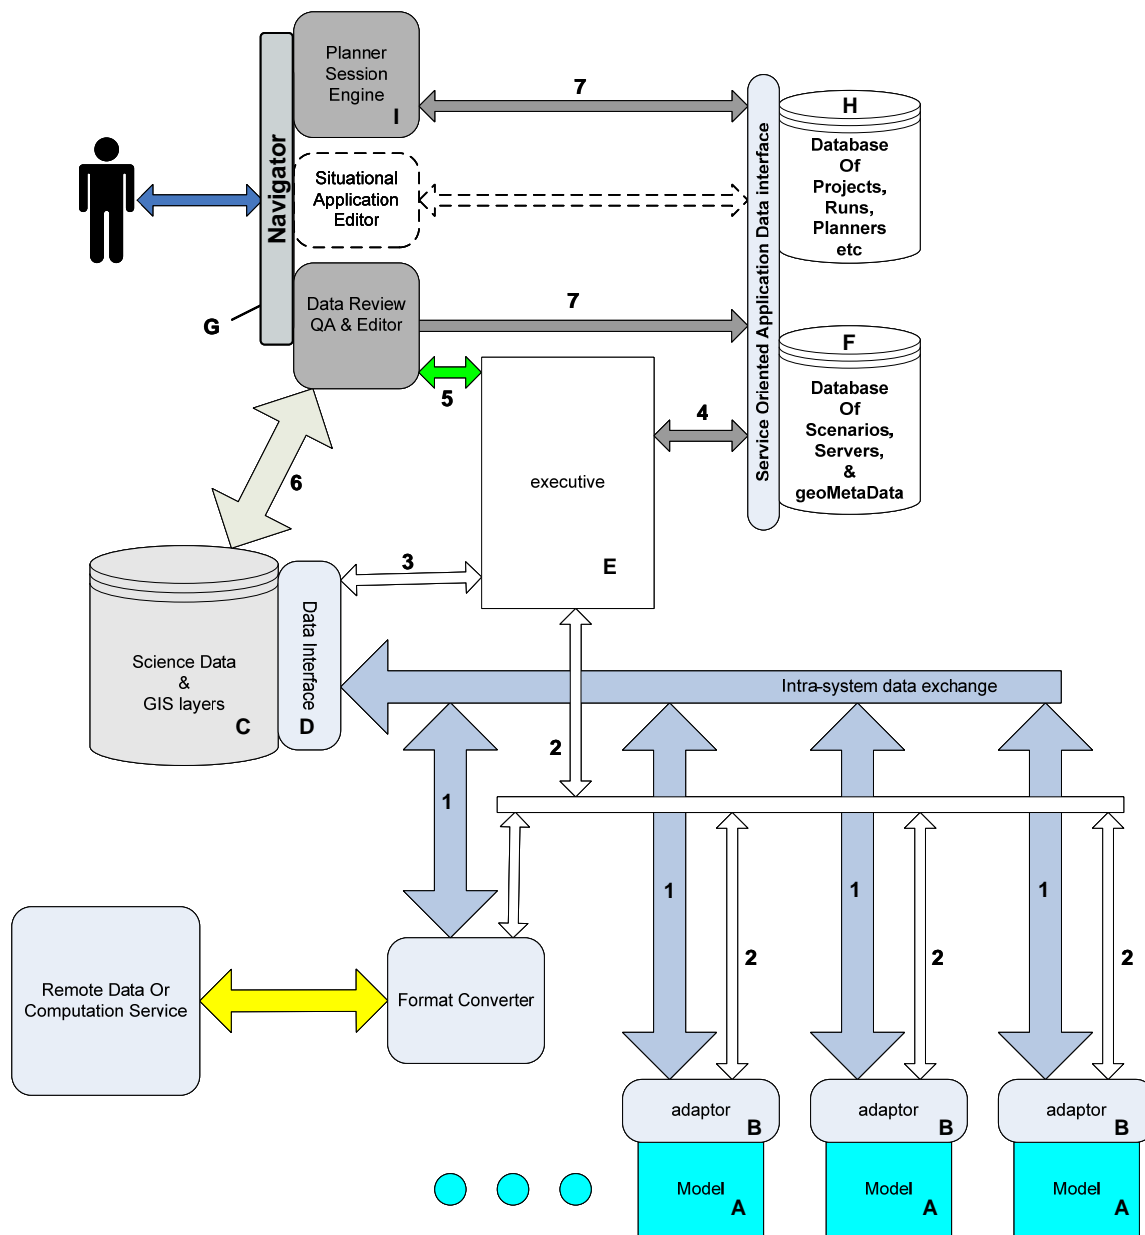 Planner
Session
Engine
I
7
Navigator
Situational
Application
Editor
G
Data Review
QA & Editor
7
Service Oriented Application Data interface
H
Database
Of
Projects,
Runs,
Planners
etc
F
Database
Of
Scenarios,
Servers,
&
geoMetaData
5
4
6
executive
E
3
Science Data
&
GIS layers
C
Data Interface
D
Intra-system data exchange
2
1
1
1
1
Remote Data Or
Computation Service
Format Converter
2
2
2
adaptor
B
adaptor
B
adaptor
B
Model
A
Model
A
Model
A